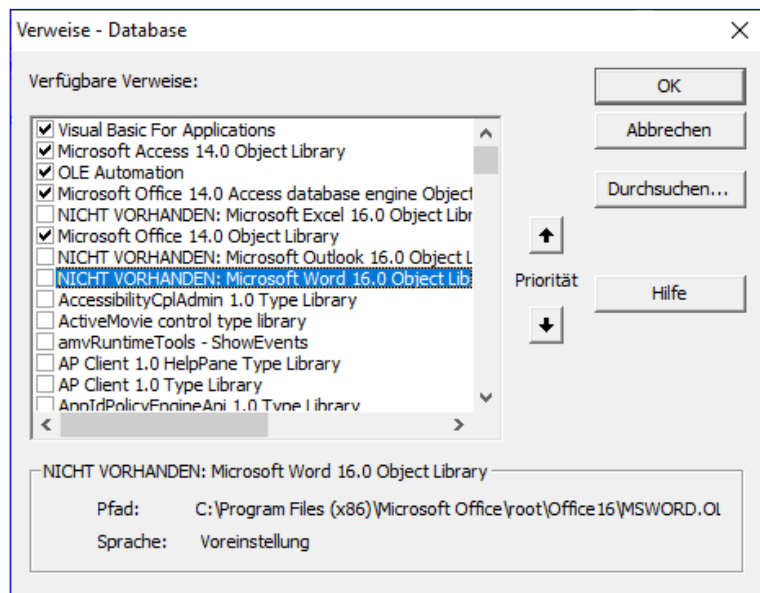 Verweise - Database
Verfügbare Verweise:
OK
Abbrechen
Durchsuchen...
Visual Basic For Applications
Microsoft Access 14.0 Object Library
OLE Automation
Microsoft Office 14.0 Access database engine Object
NICHT VORHANDEN: Microsoft Excel 16.0 Object Libr
Microsoft Office 14.0 Object Library
NICHT VORHANDEN: Microsoft Outlook 16.0 Object L
NICHT VORHANDEN: Microsoft Word 16.0 Object Lib
AccessibilityCplAdmin 1.0 Type Library
ActiveMovie control type library
amvRuntimeTools - ShowEvents
AP Client 1.0 HelpPane Type Library
AP Client 1.0 Type Library
AppIdPolicyEngineApi 1.0 Type Library
Priorität
Hilfe
NICHT VORHANDEN: Microsoft Word 16.0 Object Library
Pfad: C:\Program Files (x86)\Microsoft Office\root\Office16\MSWORD.OL
Sprache: Voreinstellung